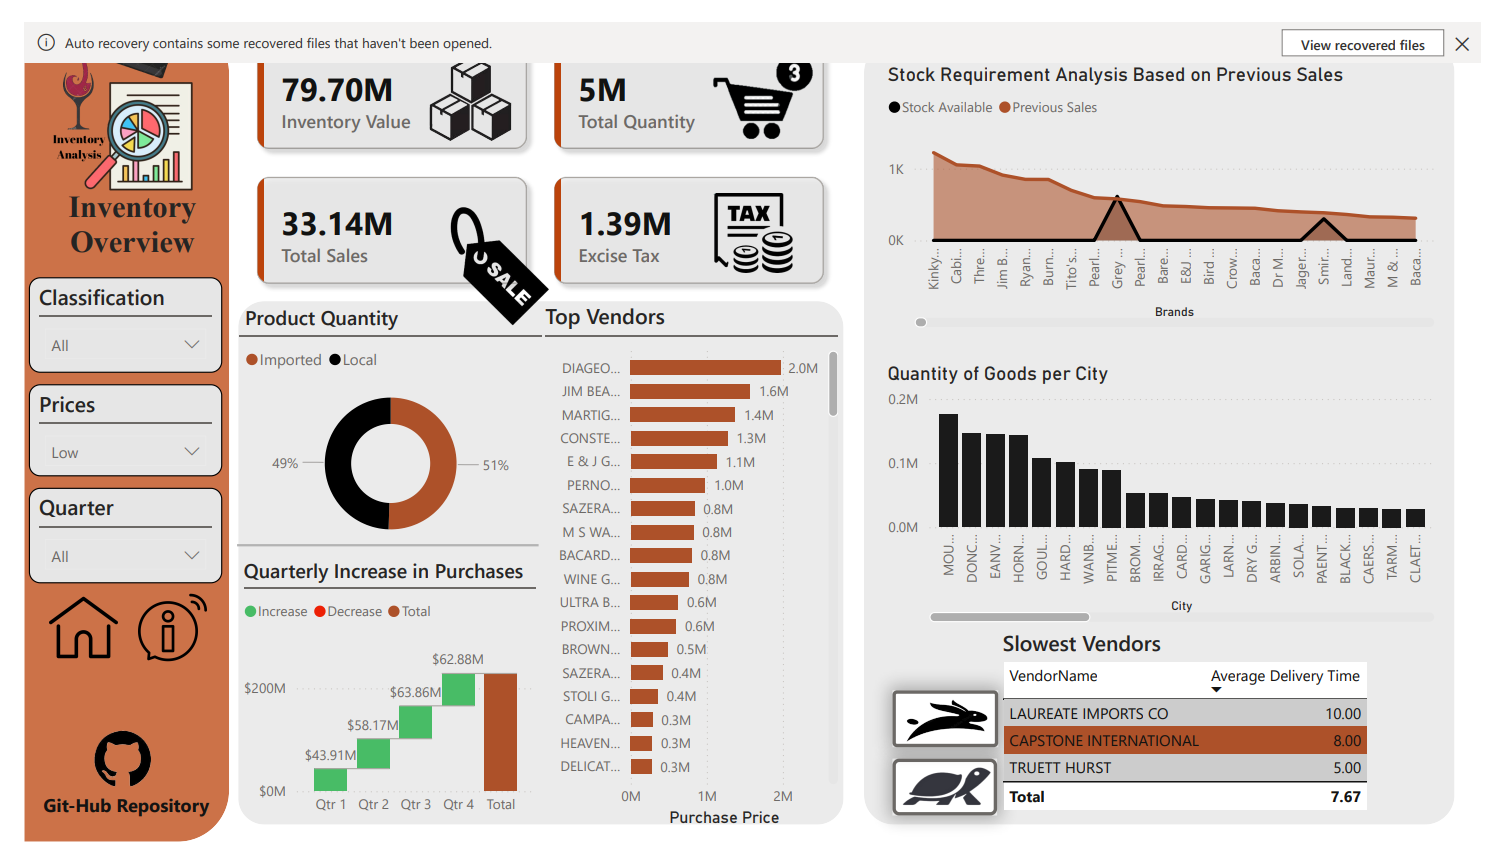 Auto recovery contains some recovered files that haven't been opened.
View recovered files
Inventory
Analysis
Inventory
Overview
Classification
All
Prices
Low
Quarter
All
Git-Hub Repository
79.70M
Inventory Value
5M
Total Quantity
3
33.14M
Total Sales
SALE
1.39M
Excise Tax
TAX
Product Quantity
Imported Local
49%
51%
Quarterly Increase in Purchases
Increase Decrease Total
$200M
$0M
$43.91M
$58.17M
$63.86M
$62.88M
Qtr 1 Qtr 2 Qtr 3 Qtr 4 Total
Top Vendors
DIAGEO... 2.0M
JIM BEA... 1.6M
MARTIG... 1.4M
CONSTE... 1.3M
E & J G... 1.1M
PERNO... 1.0M
SAZERA... 0.8M
M S WA... 0.8M
BACARD... 0.8M
WINE G... 0.8M
ULTRA B... 0.6M
PROXIM... 0.6M
BROWN... 0.5M
SAZERA... 0.4M
STOLI G... 0.4M
CAMPA... 0.3M
HEAVEN... 0.3M
DELICAT... 0.3M
0M 1M 2M
Purchase Price
Stock Requirement Analysis Based on Previous Sales
Stock Available Previous Sales
1K
0K
Kinky...
Cabi...
Thre...
Jim B...
Ryan...
Burn...
Tito's...
Pearl...
Grey ...
Pearl...
Bare...
E&J ...
Bird ...
Crow...
Baca...
Dr M...
Jager...
Smir...
Land...
Maur...
M & ...
Baca...
Brands
Quantity of Goods per City
0.2M
0.1M
0.0M
MOU...
DONC...
EANV...
HORN...
GOUL...
HARD...
WANB...
PITME...
BROM...
IRRAG...
CARD...
GARIG...
LARN...
DRY G...
ARBIN...
SOLA...
PAENT...
BLACK...
CAERS...
TARM...
CLAET...
City
Slowest Vendors
VendorName Average Delivery Time
LAUREATE IMPORTS CO 10.00
CAPSTONE INTERNATIONAL 8.00
TRUETT HURST 5.00
Total 7.67